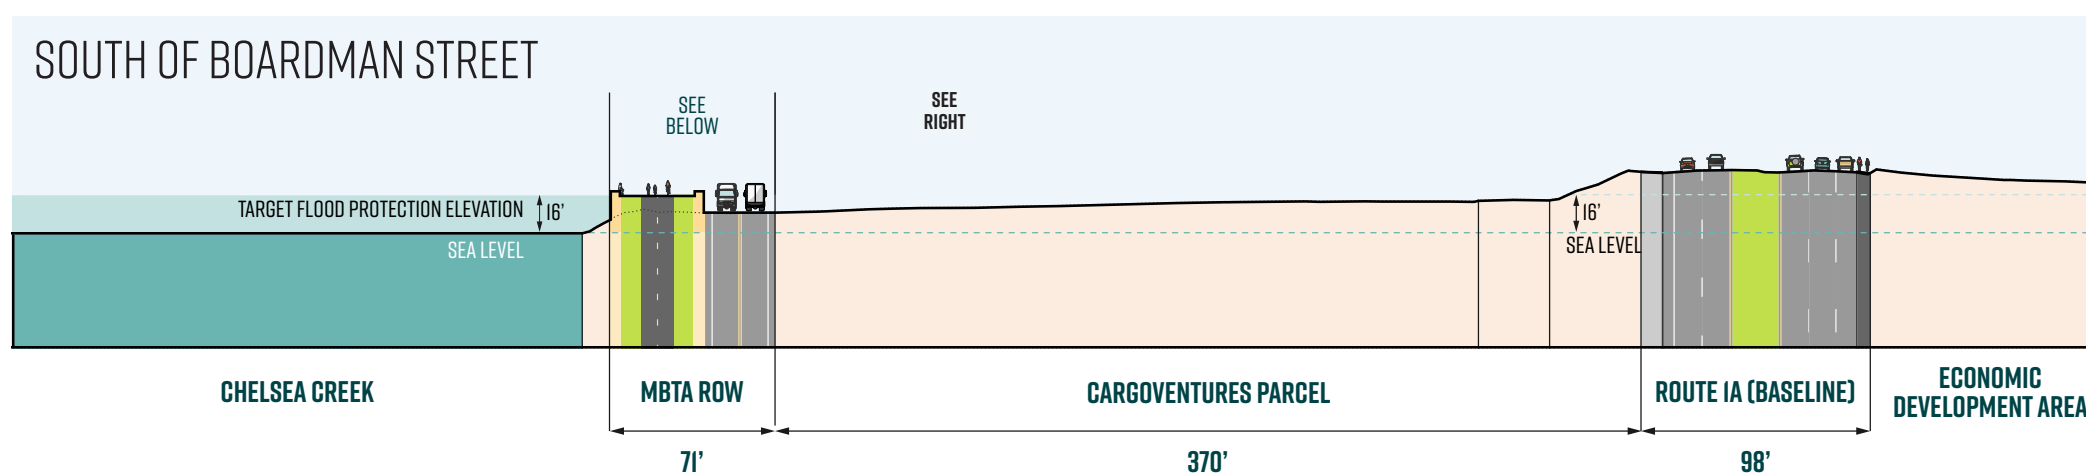 SOUTH OF BOARDMAN STREET
SEE
BELOW
SEE
RIGHT
TARGET FLOOD PROTECTION ELEVATION
16'
SEA LEVEL
16'
SEA LEVEL
CHELSEA CREEK
MBTA ROW
CARGOVENTURES PARCEL
ROUTE 1A (BASELINE)
ECONOMIC
DEVELOPMENT AREA
71'
370'
98'